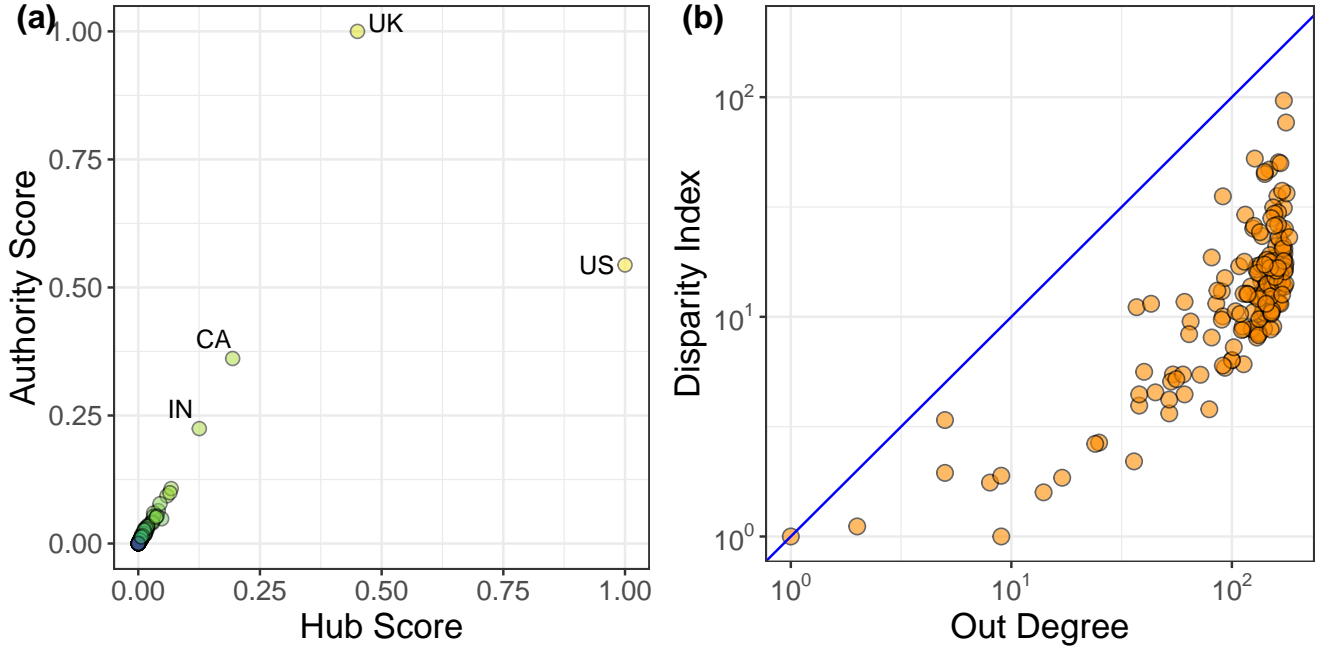 (a)
1.00
0.75
0.50
0.25
0.00
Authority Score
UK
US
CA
IN
0.00 0.25 0.50 0.75 1.00
Hub Score
(b)
10²
10¹
10⁰
Disparity Index
10⁰ 10¹ 10²
Out Degree